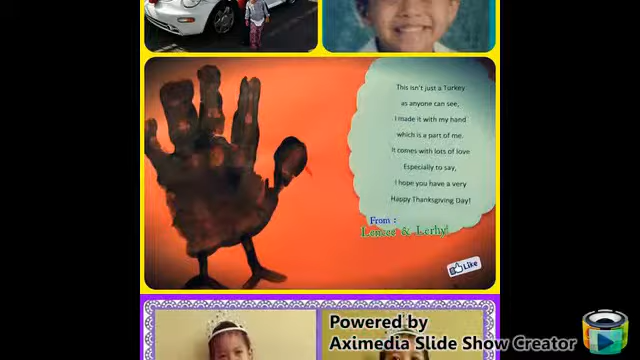 This isn't just a Turkey
as anyone can see,
I made it with my hand
which is a part of me.
It comes with lots of love
Especially to say,
I hope you have a very
Happy Thanksgiving Day!
From :
Lencee & Lerhy
Like
Powered by
Aximedia Slide Show Creator